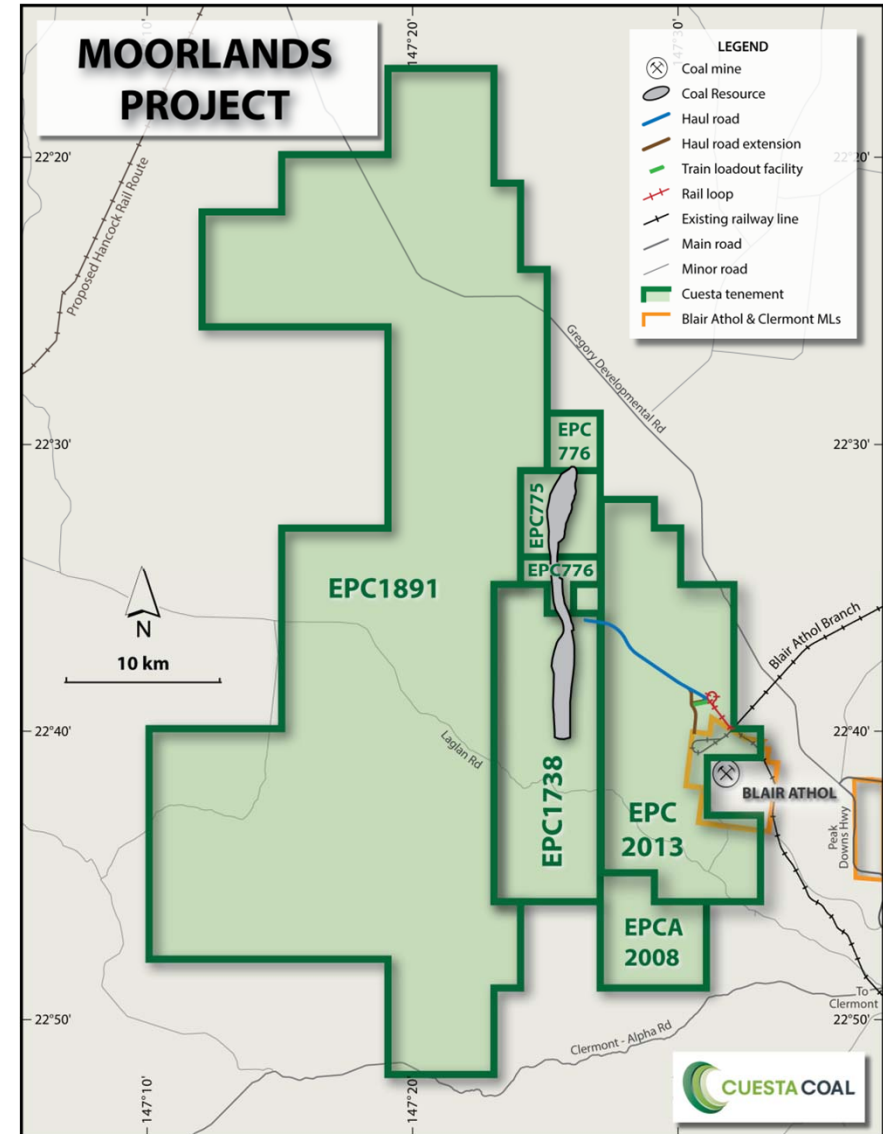 MOORLANDS
PROJECT
147°20'
147°30'
LEGEND
Coal mine
Coal Resource
Haul road
Haul road extension
Train loadout facility
Rail loop
Existing railway line
Main road
Minor road
Cuesta tenement
Blair Athol & Clermont MLs
22°20'
22°20'
Proposed Hancock Rail Route
Gregory Developmental Rd
22°30'
22°30'
EPC
776
EPC775
EPC776
EPC1891
N
10 km
Blair Athol Branch
22°40'
22°40'
Laglan Rd
EPC1738
BLAIR ATHOL
EPC
2013
Peak
Downs Hwy
EPCA
2008
To
Clermont
22°50'
22°50'
Clermont - Alpha Rd
CUESTA COAL
147°10'
147°20'